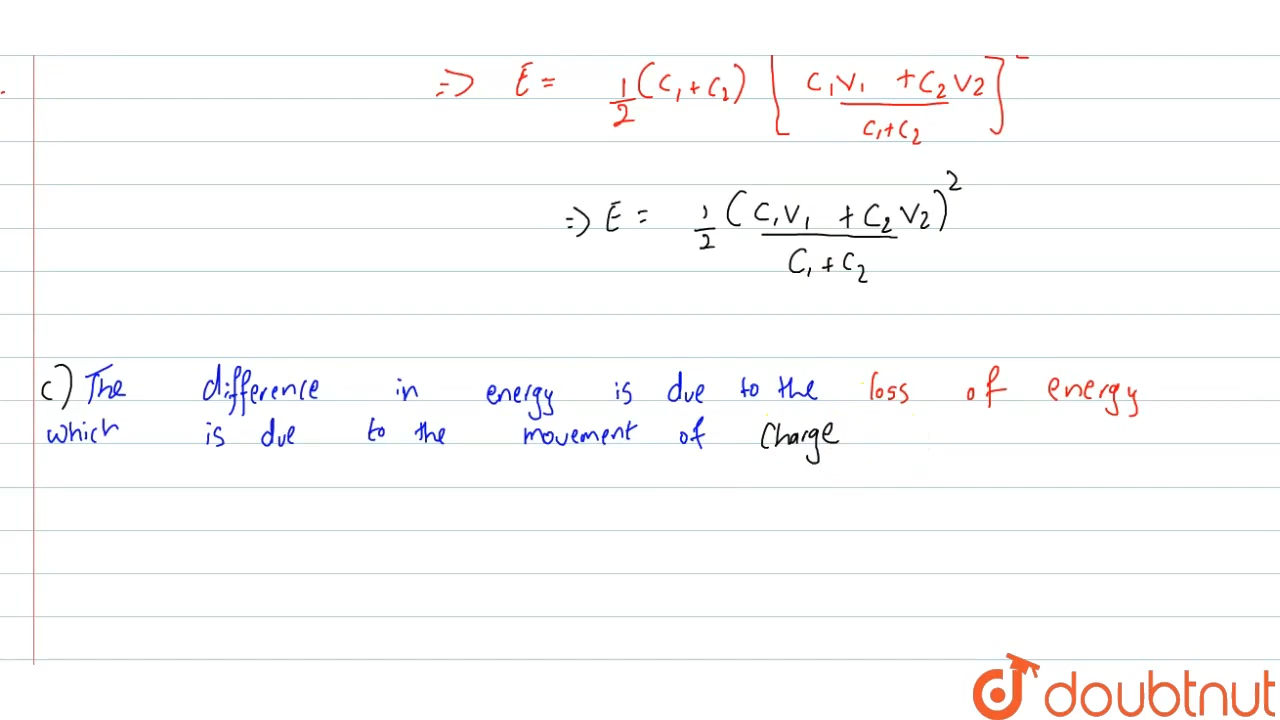 => E = 1/2 (C1 + C2) [ C1V1 + C2V2 / C1+C2 ]²
=> E = 1/2 (C1V1 + C2V2)² / C1 + C2
c) The difference in energy is due to the loss of energy
which is due to the movement of Charge
doubtnut